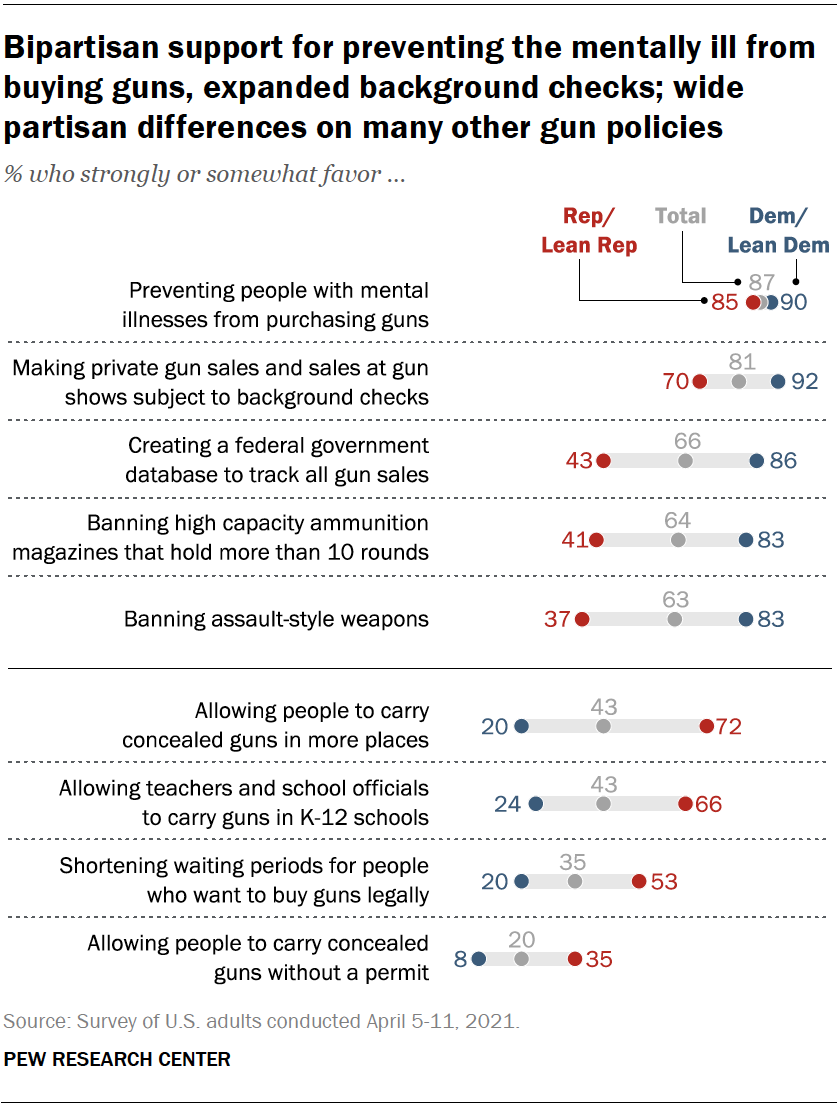 Bipartisan support for preventing the mentally ill from
buying guns, expanded background checks; wide
partisan differences on many other gun policies
% who strongly or somewhat favor ...
Rep/
Lean Rep
Total
Dem/
Lean Dem
Preventing people with mental
illnesses from purchasing guns
85
87
90
Making private gun sales and sales at gun
shows subject to background checks
70
81
92
Creating a federal government
database to track all gun sales
43
66
86
Banning high capacity ammunition
magazines that hold more than 10 rounds
41
64
83
Banning assault-style weapons
37
63
83
Allowing people to carry
concealed guns in more places
20
43
72
Allowing teachers and school officials
to carry guns in K-12 schools
24
43
66
Shortening waiting periods for people
who want to buy guns legally
20
35
53
Allowing people to carry concealed
guns without a permit
8
20
35
Source: Survey of U.S. adults conducted April 5-11, 2021.
PEW RESEARCH CENTER